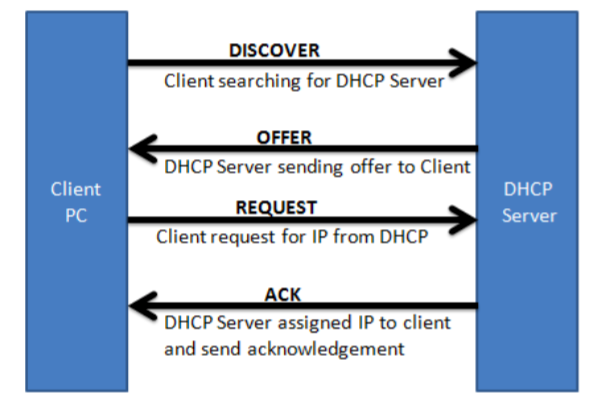 DISCOVER
Client searching for DHCP Server
OFFER
DHCP Server sending offer to Client
Client
PC
DHCP
Server
REQUEST
Client request for IP from DHCP
ACK
DHCP Server assigned IP to client
and send acknowledgement